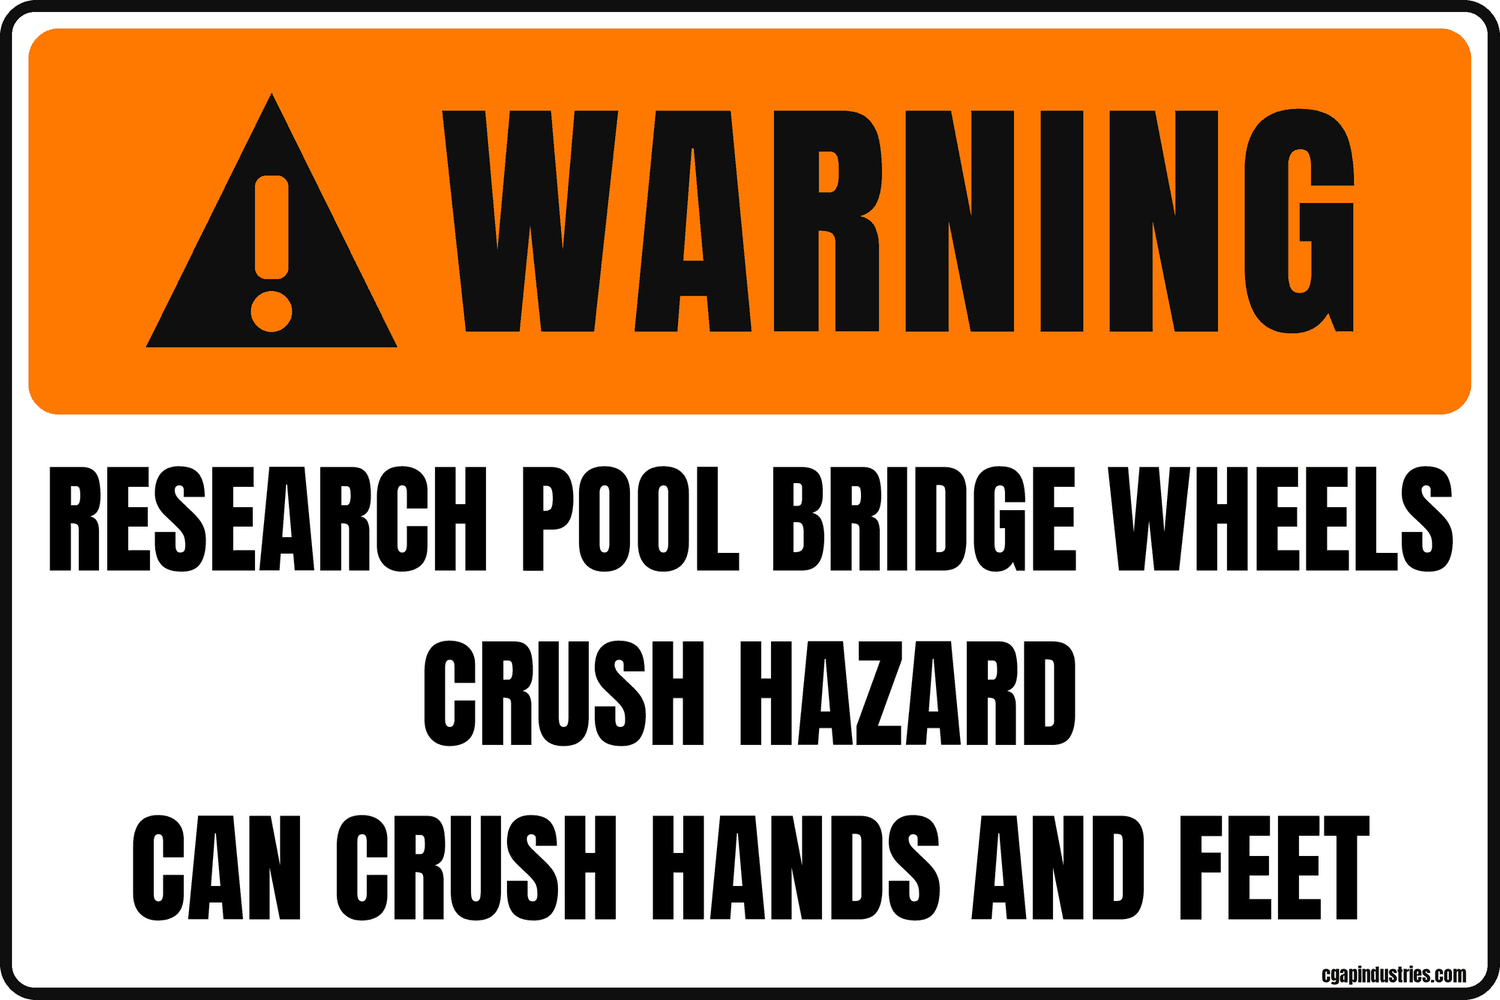 WARNING
RESEARCH POOL BRIDGE WHEELS
CRUSH HAZARD
CAN CRUSH HANDS AND FEET
cgapindustries.com